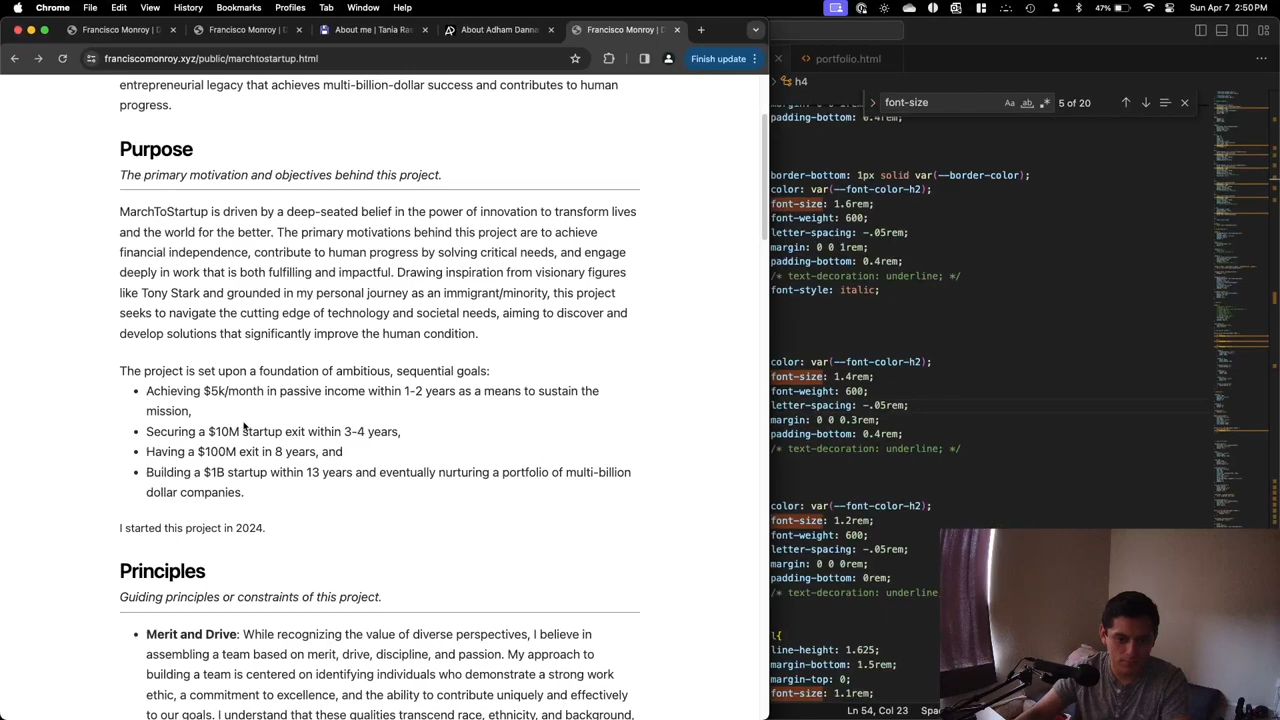 Chrome File Edit View History Bookmarks Profiles Tab Window Help 47% Sun Apr 7 2:50 PM
Francisco Monroy | D Francisco Monroy | D About me | Tania Ras About Adham Danna Francisco Monroy | D
franciscomonroy.xyz/public/marchtostartup.html Finish update
entrepreneurial legacy that achieves multi-billion-dollar success and contributes to human
progress.
Purpose
The primary motivation and objectives behind this project.
MarchToStartup is driven by a deep-seated belief in the power of innovation to transform lives
and the world for the better. The primary motivations behind this project are to achieve
financial independence, contribute to human progress by solving critical needs, and engage
deeply in work that is both fulfilling and impactful. Drawing inspiration from visionary figures
like Tony Stark and grounded in my personal journey as an immigrant/minority, this project
seeks to navigate the cutting edge of technology and societal needs, aiming to discover and
develop solutions that significantly improve the human condition.
The project is set upon a foundation of ambitious, sequential goals:
• Achieving $5k/month in passive income within 1-2 years as a means to sustain the
mission,
• Securing a $10M startup exit within 3-4 years,
• Having a $100M exit in 8 years, and
• Building a $1B startup within 13 years and eventually nurturing a portfolio of multi-billion
dollar companies.
I started this project in 2024.
Principles
Guiding principles or constraints of this project.
• Merit and Drive: While recognizing the value of diverse perspectives, I believe in
assembling a team based on merit, drive, discipline, and passion. My approach to
building a team is centered on identifying individuals who demonstrate a strong work
ethic, a commitment to excellence, and the ability to contribute uniquely and effectively
to our goals. I understand that these qualities transcend race, ethnicity, and background,
portfolio.html
h4
font-size Aa ab 5 of 20
padding-bottom: 0.4rem;
border-bottom: 1px solid var(--border-color);
color: var(--font-color-h2);
font-size: 1.6rem;
font-weight: 600;
letter-spacing: -.05rem;
margin: 0 0 1rem;
padding-bottom: 0.4rem;
/* text-decoration: underline; */
font-style: italic;
color: var(--font-color-h2);
font-size: 1.4rem;
font-weight: 600;
letter-spacing: -.05rem;
margin: 0 0 0.3rem;
padding-bottom: 0.4rem;
/* text-decoration: underline; */
color: var(--font-color-h2);
font-size: 1.2rem;
font-weight: 600;
letter-spacing: -.05rem;
margin: 0 0 0rem;
padding-bottom: 0rem;
/* text-decoration: underline
l{
line-height: 1.625;
margin-bottom: 1.5rem;
margin-top: 0;
font-size: 1.1rem;
Ln 54, Col 23 Spac